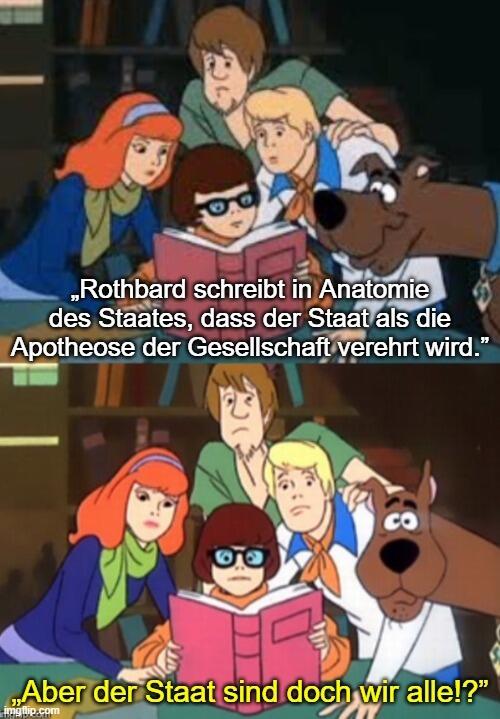 „Rothbard schreibt in Anatomie
des Staates, dass der Staat als die
Apotheose der Gesellschaft verehrt wird.”
„Aber der Staat sind doch wir alle!?”
imgflip.com